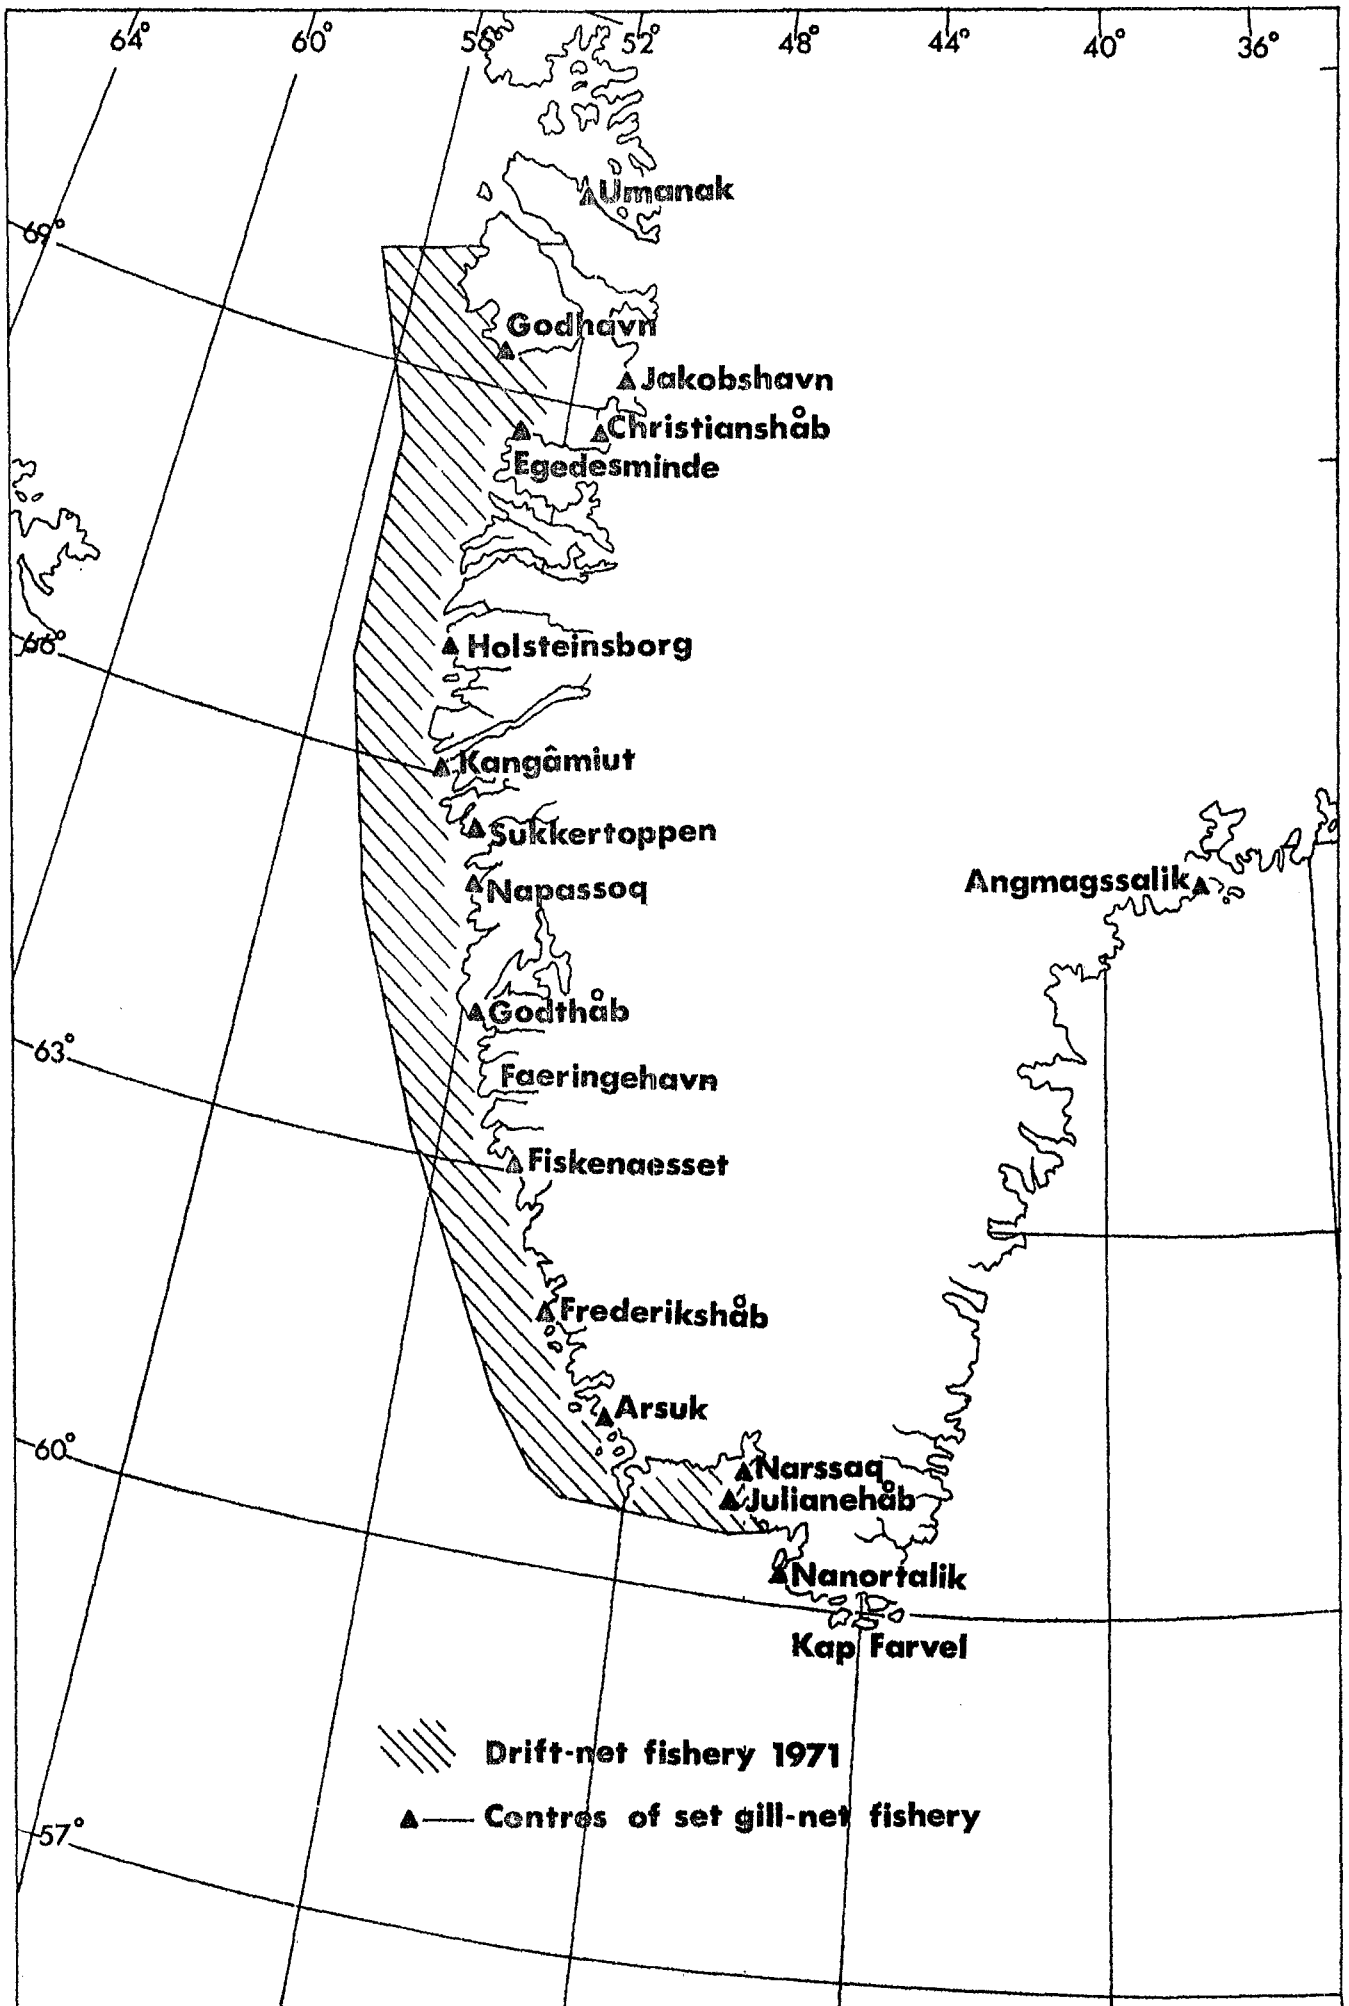 64° 60° 56° 52° 48° 44° 40° 36°
Umanak
69°
Godhavn
Jakobshavn
Christianshåb
Egedesminde
66°
Holsteinsborg
Kangâmiut
Sukkertoppen
Angmagssalik
Napassoq
Godthåb
63°
Faeringehavn
Fiskenaesset
Frederikshåb
Arsuk
60°
Narssaq
Julianehåb
Nanortalik
Kap Farvel
Drift-net fishery 1971
Centres of set gill-net fishery
57°